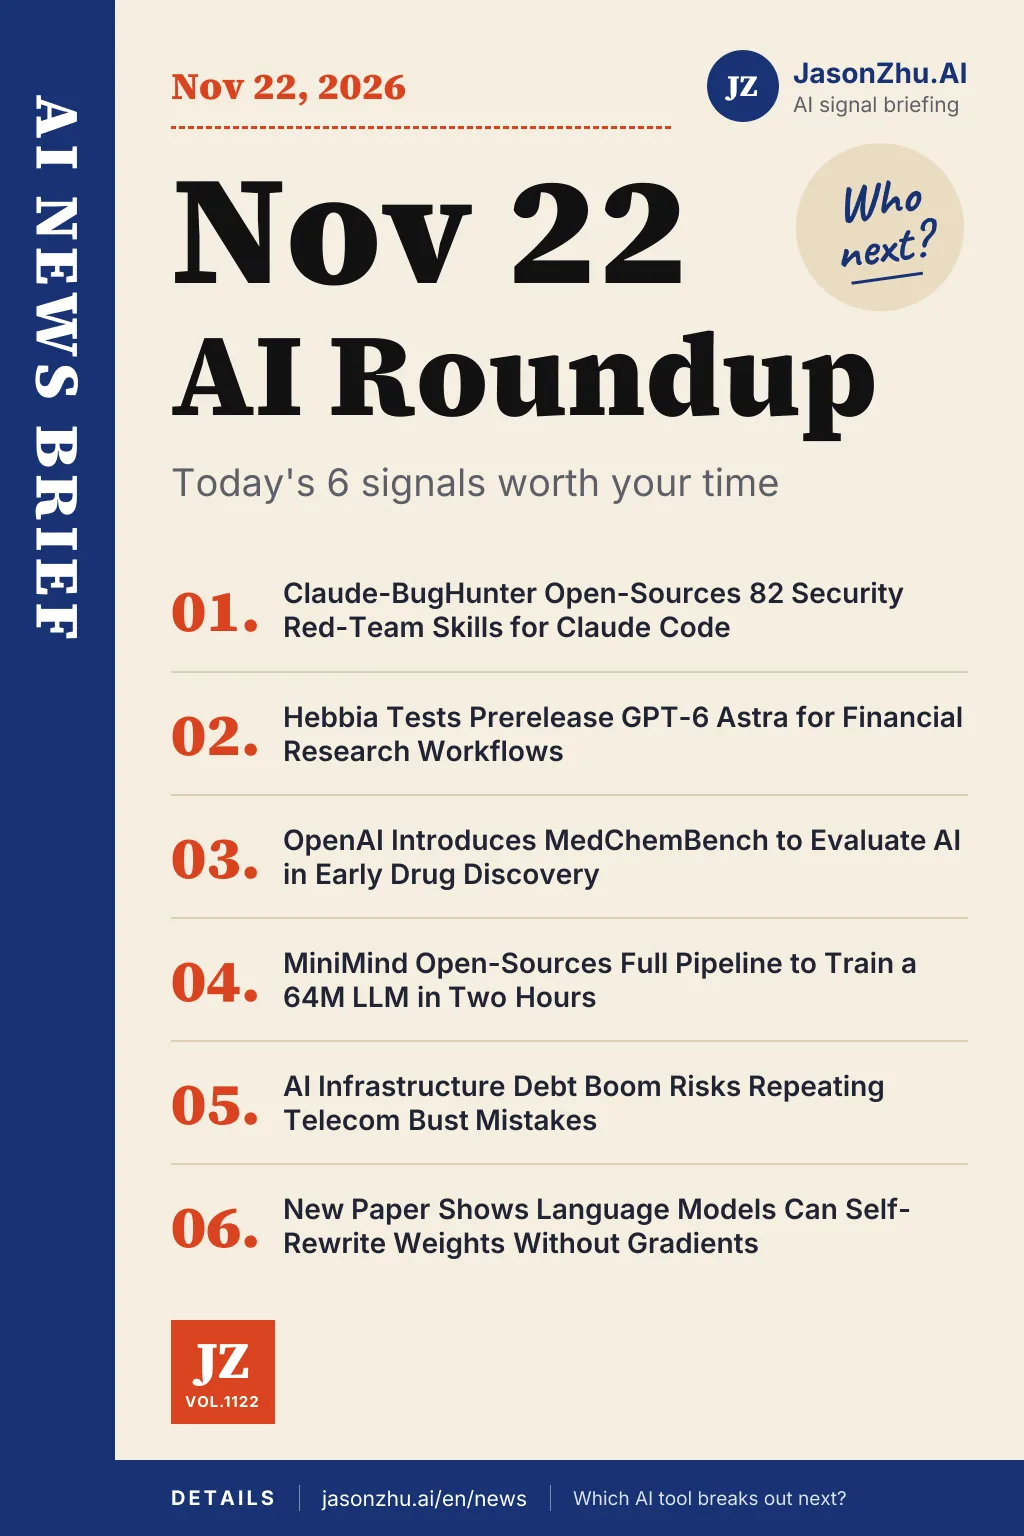 AI NEWS BRIEF
Nov 22, 2026
JZ
JasonZhu.AI
AI signal briefing
Nov 22
AI Roundup
Who
next?
Today's 6 signals worth your time
01.
Claude-BugHunter Open-Sources 82 Security
Red-Team Skills for Claude Code
02.
Hebbia Tests Prerelease GPT-6 Astra for Financial
Research Workflows
03.
OpenAI Introduces MedChemBench to Evaluate AI
in Early Drug Discovery
04.
MiniMind Open-Sources Full Pipeline to Train a
64M LLM in Two Hours
05.
AI Infrastructure Debt Boom Risks Repeating
Telecom Bust Mistakes
06.
New Paper Shows Language Models Can Self-
Rewrite Weights Without Gradients
JZ
VOL.1122
DETAILS
jasonzhu.ai/en/news
Which AI tool breaks out next?